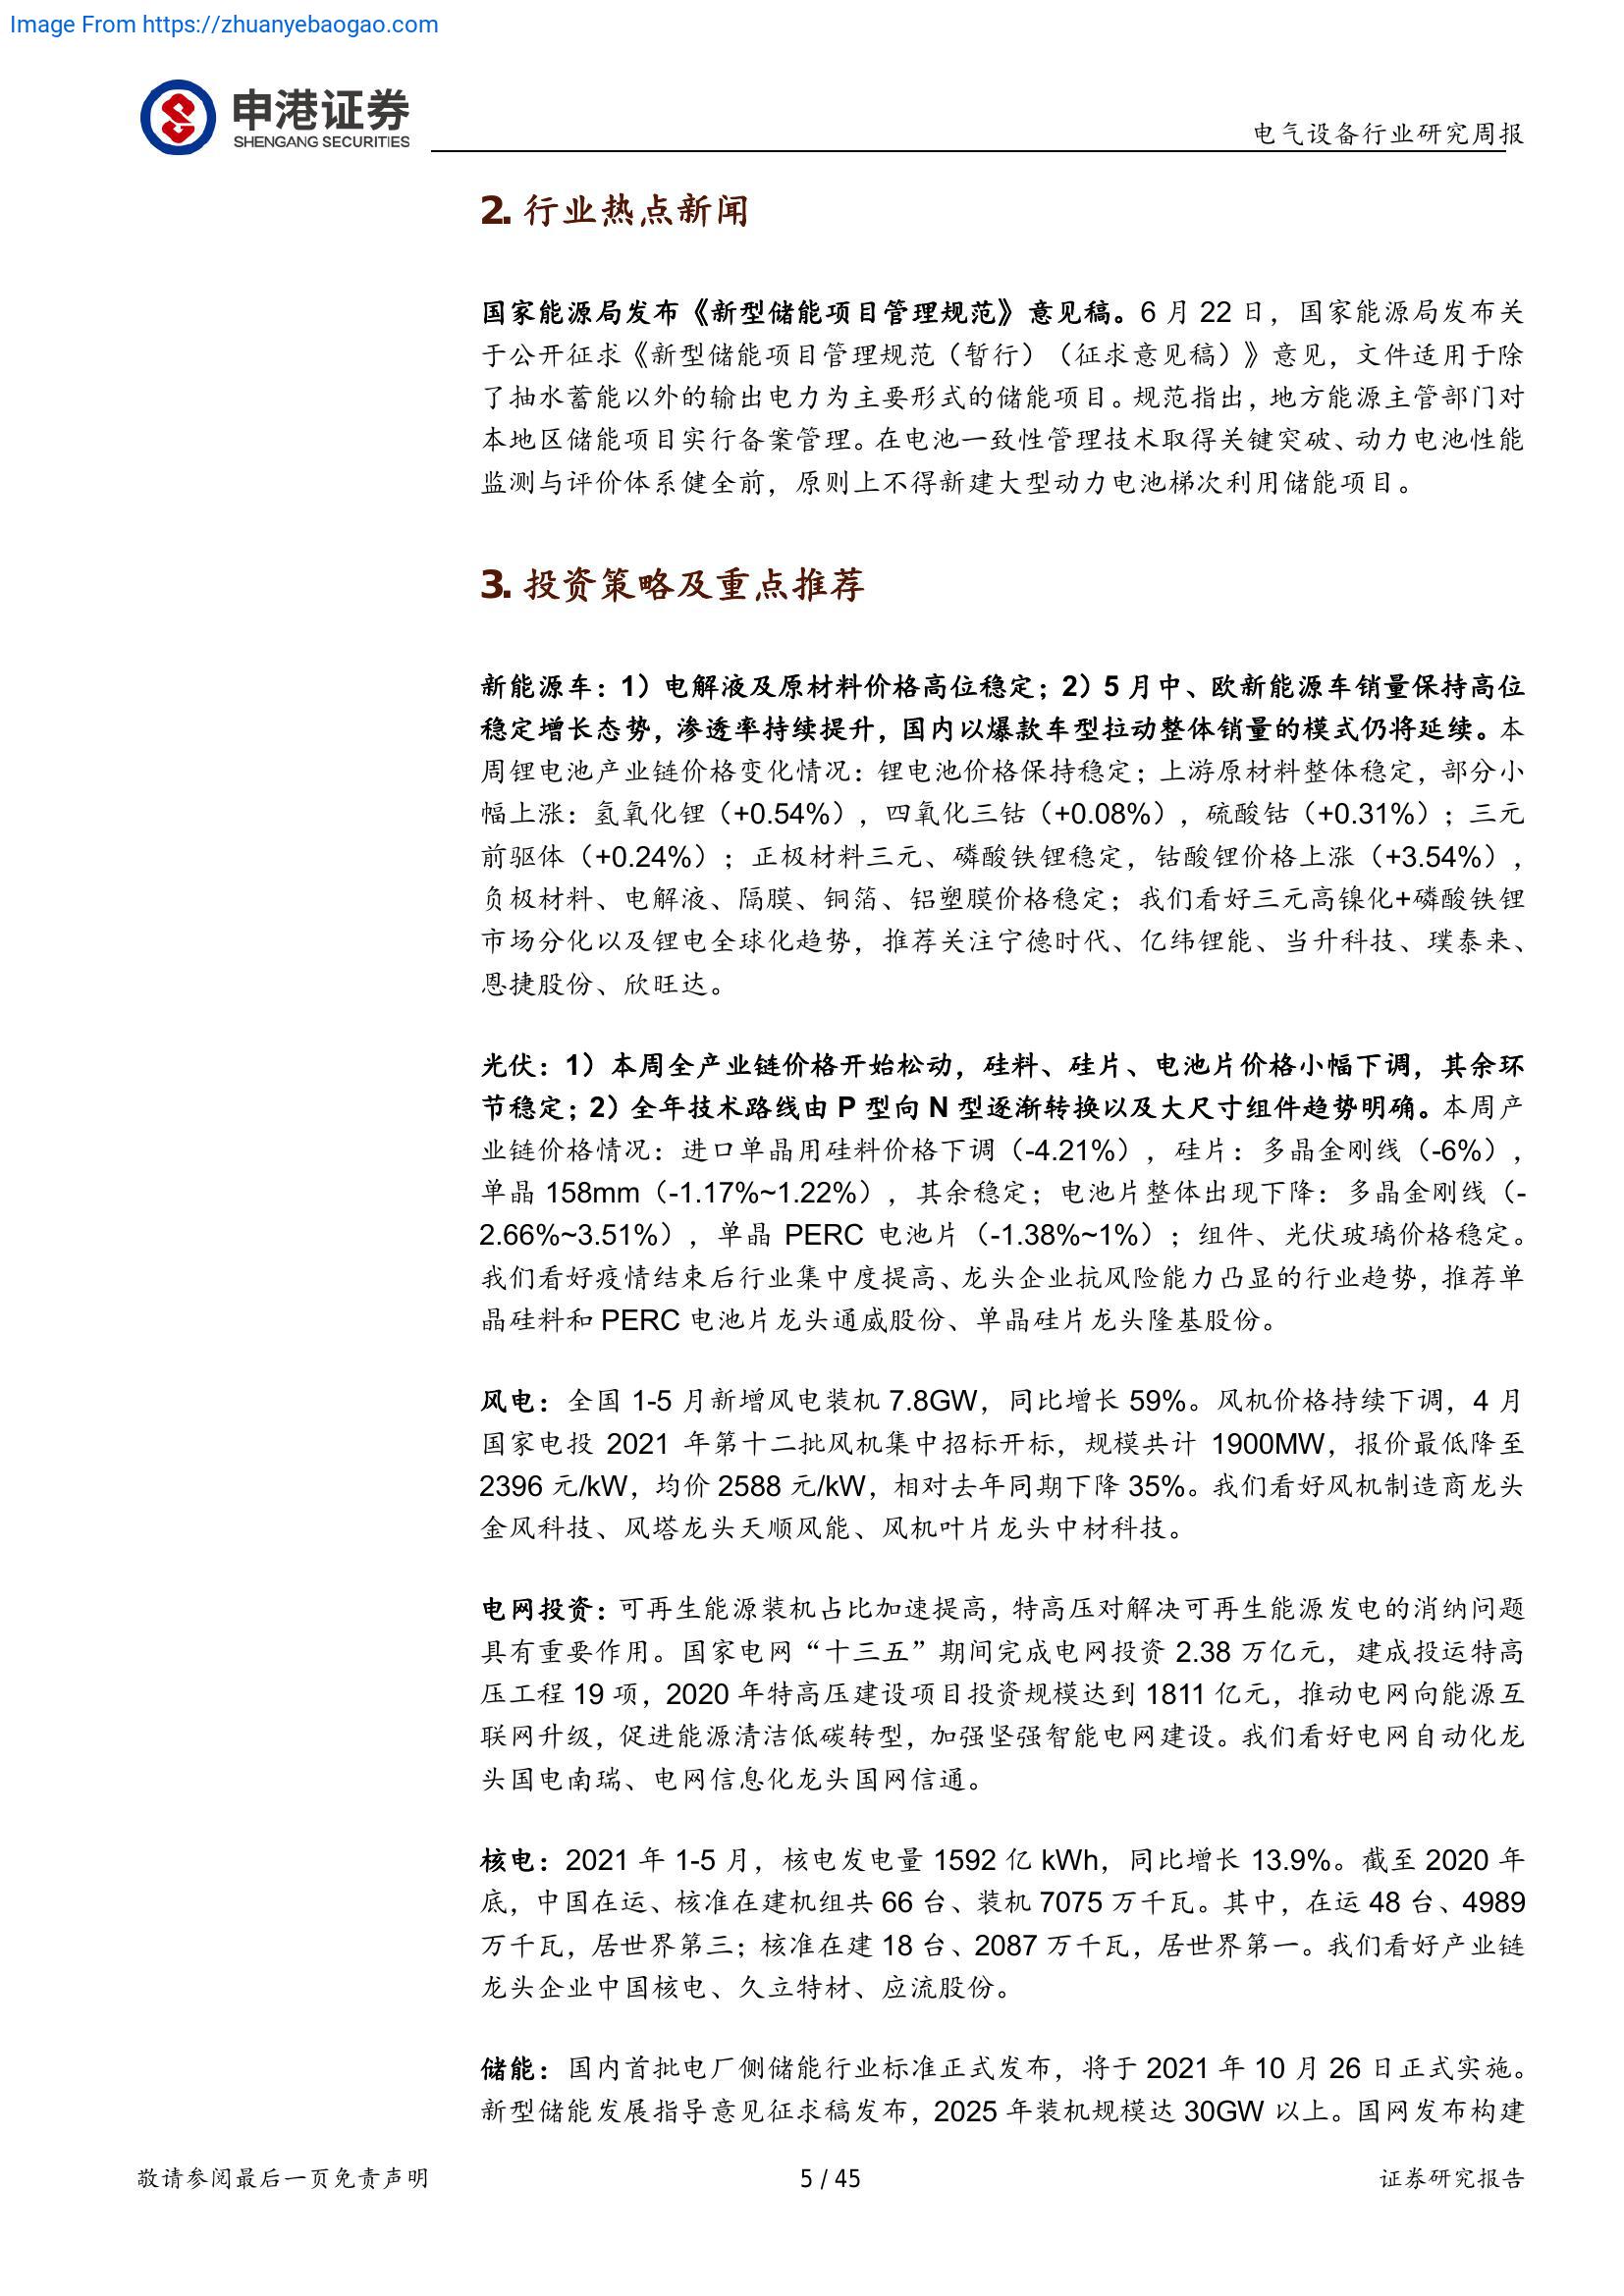 Image From https://zhuanyebaogao.com
申港证券
SHENGANG SECURITIES
电气设备行业研究周报
2. 行业热点新闻
国家能源局发布《新型储能项目管理规范》意见稿。6 月 22 日，国家能源局发布关
于公开征求《新型储能项目管理规范（暂行）（征求意见稿）》意见，文件适用于除
了抽水蓄能以外的输出电力为主要形式的储能项目。规范指出，地方能源主管部门对
本地区储能项目实行备案管理。在电池一致性管理技术取得关键突破、动力电池性能
监测与评价体系健全前，原则上不得新建大型动力电池梯次利用储能项目。
3. 投资策略及重点推荐
新能源车：1）电解液及原材料价格高位稳定；2）5 月中、欧新能源车销量保持高位
稳定增长态势，渗透率持续提升，国内以爆款车型拉动整体销量的模式仍将延续。本
周锂电池产业链价格变化情况：锂电池价格保持稳定；上游原材料整体稳定，部分小
幅上涨：氢氧化锂（+0.54%），四氧化三钴（+0.08%），硫酸钴（+0.31%）；三元
前驱体（+0.24%）；正极材料三元、磷酸铁锂稳定，钴酸锂价格上涨（+3.54%），
负极材料、电解液、隔膜、铜箔、铝塑膜价格稳定；我们看好三元高镍化+磷酸铁锂
市场分化以及锂电全球化趋势，推荐关注宁德时代、亿纬锂能、当升科技、璞泰来、
恩捷股份、欣旺达。
光伏：1）本周全产业链价格开始松动，硅料、硅片、电池片价格小幅下调，其余环
节稳定；2）全年技术路线由 P 型向 N 型逐渐转换以及大尺寸组件趋势明确。本周产
业链价格情况：进口单晶用硅料价格下调（-4.21%），硅片：多晶金刚线（-6%），
单晶 158mm（-1.17%~1.22%），其余稳定；电池片整体出现下降：多晶金刚线（-
2.66%~3.51%），单晶 PERC 电池片（-1.38%~1%）；组件、光伏玻璃价格稳定。
我们看好疫情结束后行业集中度提高、龙头企业抗风险能力凸显的行业趋势，推荐单
晶硅料和 PERC 电池片龙头通威股份、单晶硅片龙头隆基股份。
风电：全国 1-5 月新增风电装机 7.8GW，同比增长 59%。风机价格持续下调，4 月
国家电投 2021 年第十二批风机集中招标开标，规模共计 1900MW，报价最低降至
2396 元/kW，均价 2588 元/kW，相对去年同期下降 35%。我们看好风机制造商龙头
金风科技、风塔龙头天顺风能、风机叶片龙头中材科技。
电网投资：可再生能源装机占比加速提高，特高压对解决可再生能源发电的消纳问题
具有重要作用。国家电网“十三五”期间完成电网投资 2.38 万亿元，建成投运特高
压工程 19 项，2020 年特高压建设项目投资规模达到 1811 亿元，推动电网向能源互
联网升级，促进能源清洁低碳转型，加强坚强智能电网建设。我们看好电网自动化龙
头国电南瑞、电网信息化龙头国网信通。
核电：2021 年 1-5 月，核电发电量 1592 亿 kWh，同比增长 13.9%。截至 2020 年
底，中国在运、核准在建机组共 66 台、装机 7075 万千瓦。其中，在运 48 台、4989
万千瓦，居世界第三；核准在建 18 台、2087 万千瓦，居世界第一。我们看好产业链
龙头企业中国核电、久立特材、应流股份。
储能：国内首批电厂侧储能行业标准正式发布，将于 2021 年 10 月 26 日正式实施。
新型储能发展指导意见征求稿发布，2025 年装机规模达 30GW 以上。国网发布构建
敬请参阅最后一页免责声明
5 / 45
证券研究报告